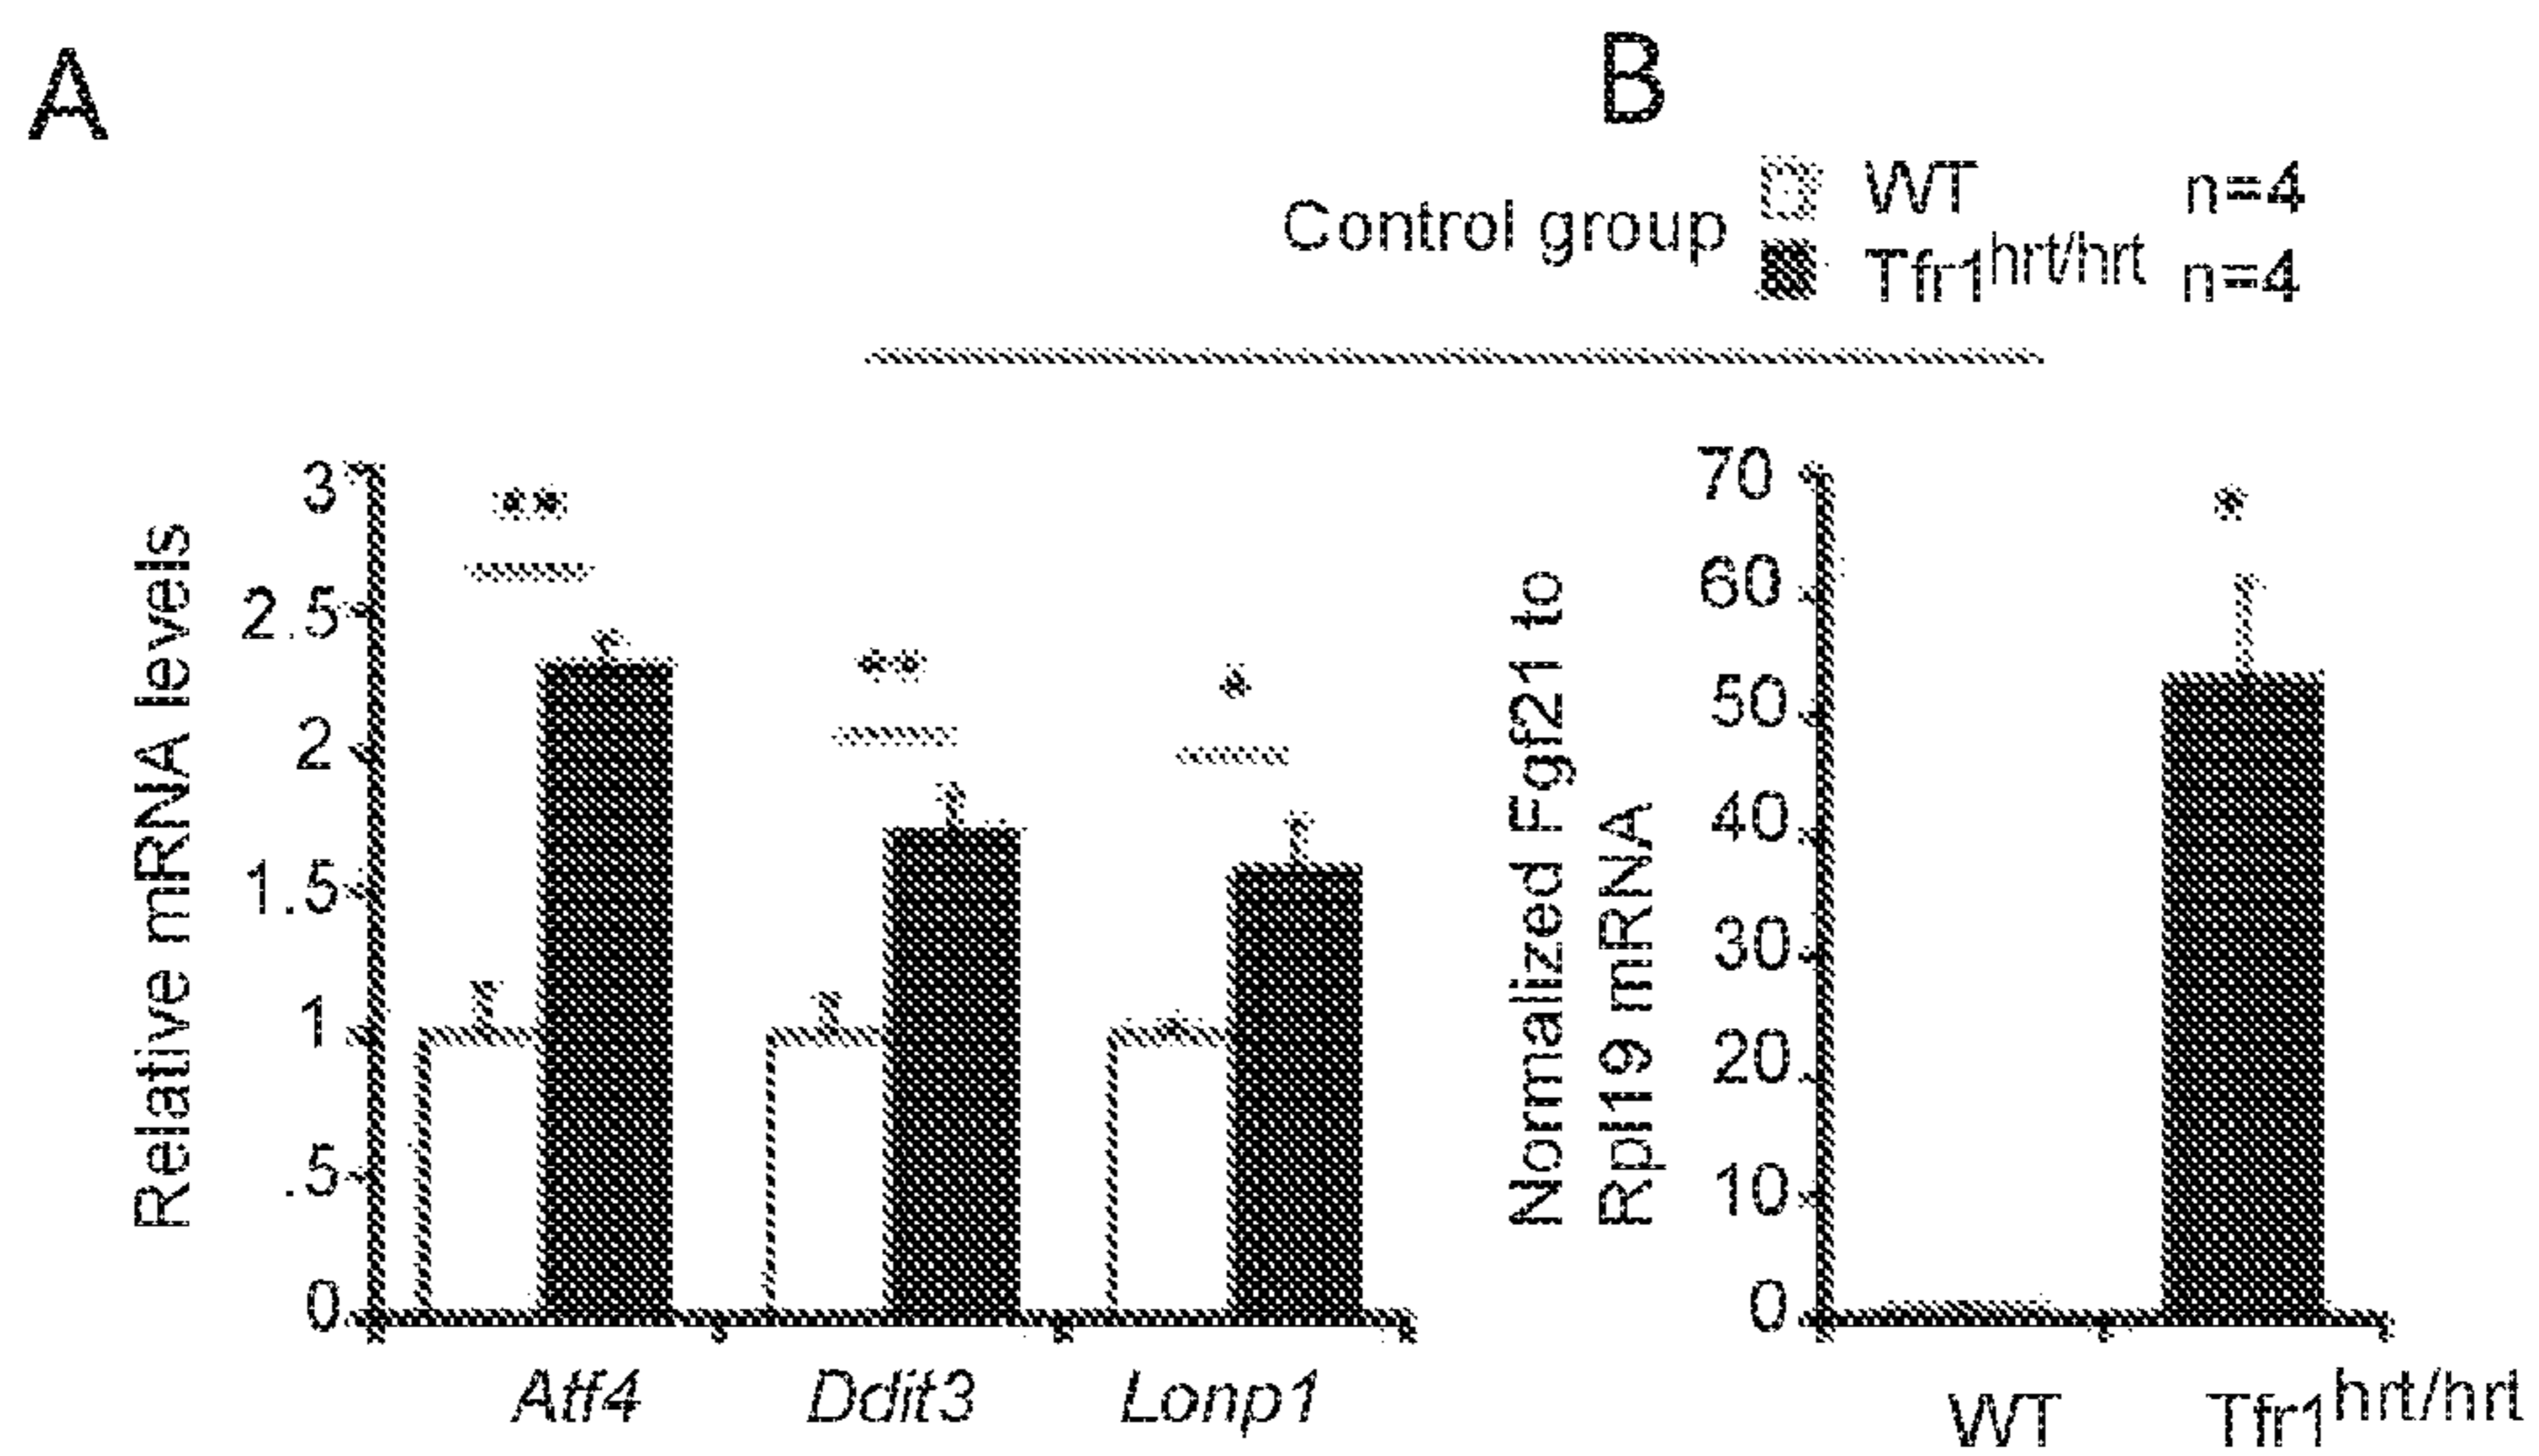 A
B
Control group
WT n=4
Tfr1hrt/hrt n=4
Relative mRNA levels
3
2.5
2
1.5
1
.5
0
**
**
*
Atf4
Ddit3
Lonp1
Normalized Fgf21 to
Rpl19 mRNA
70
60
50
40
30
20
10
0
*
WT
Tfr1hrt/hrt